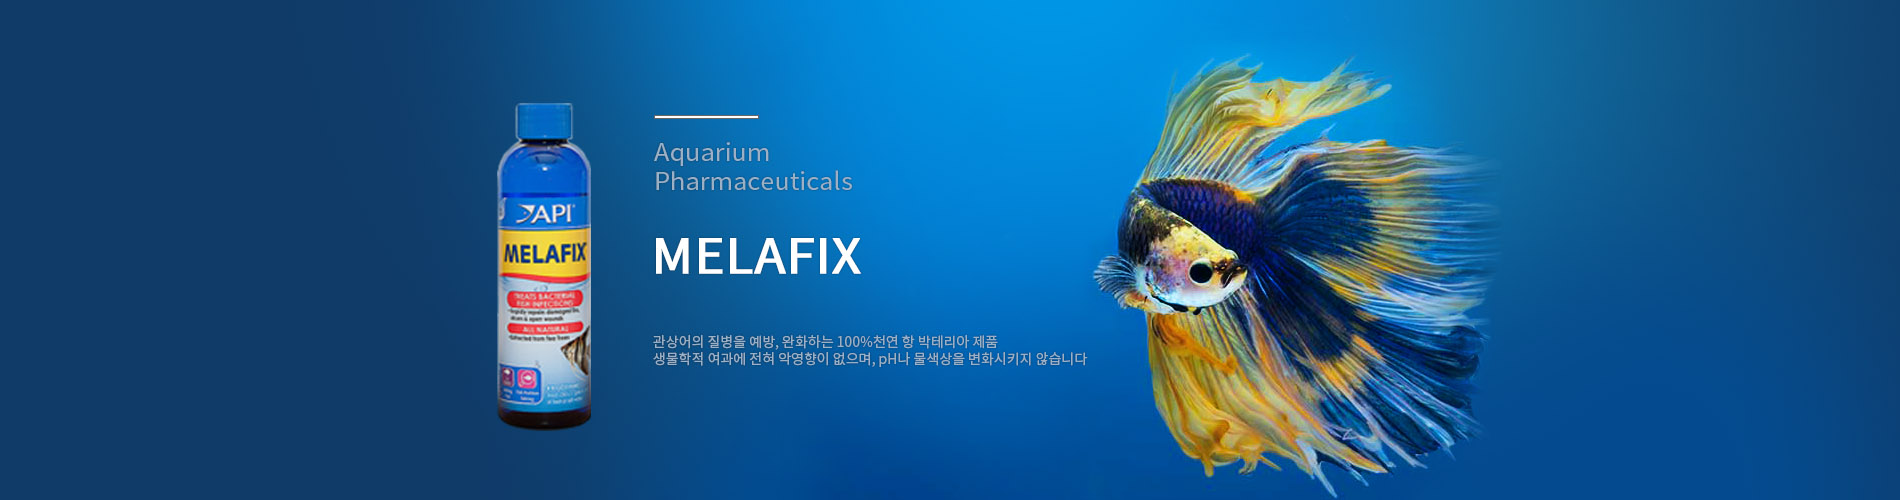 Aquarium
Pharmaceuticals
MELAFIX
관상어의 질병을 예방, 완화하는 100%천연 항 박테리아 제품
생물학적 여과에 전혀 악영향이 없으며, pH나 물색상을 변화시키지 않습니다
API
MELAFIX
TREATS BACTERIAL
FISH INFECTIONS
ALL NATURAL